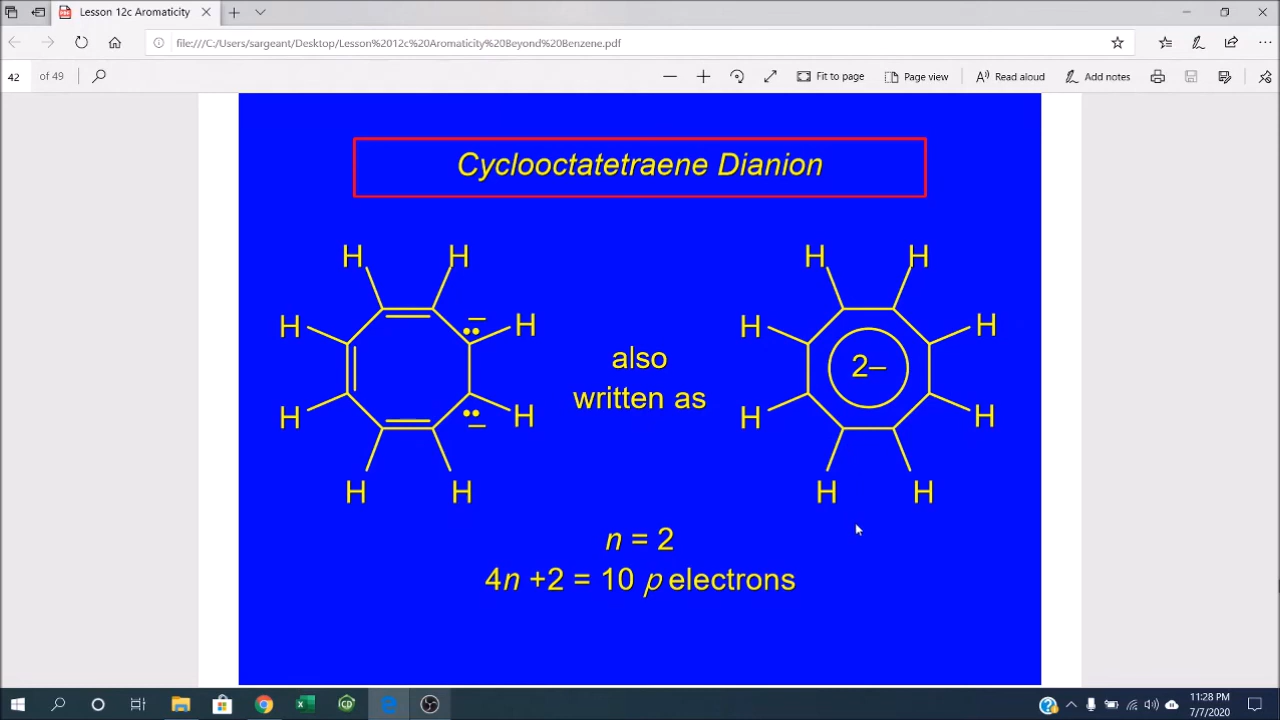 Lesson 12c Aromaticity
file:///C:/Users/sargeant/Desktop/Lesson%2012c%20Aromaticity%20Beyond%20Benzene.pdf
42 of 49
Fit to page
Page view
Read aloud
Add notes
Cyclooctatetraene Dianion
H H H H
H H H H
also
2–
written as
H H H H
H H H H
n = 2
4n +2 = 10 p electrons
11:28 PM
7/7/2020